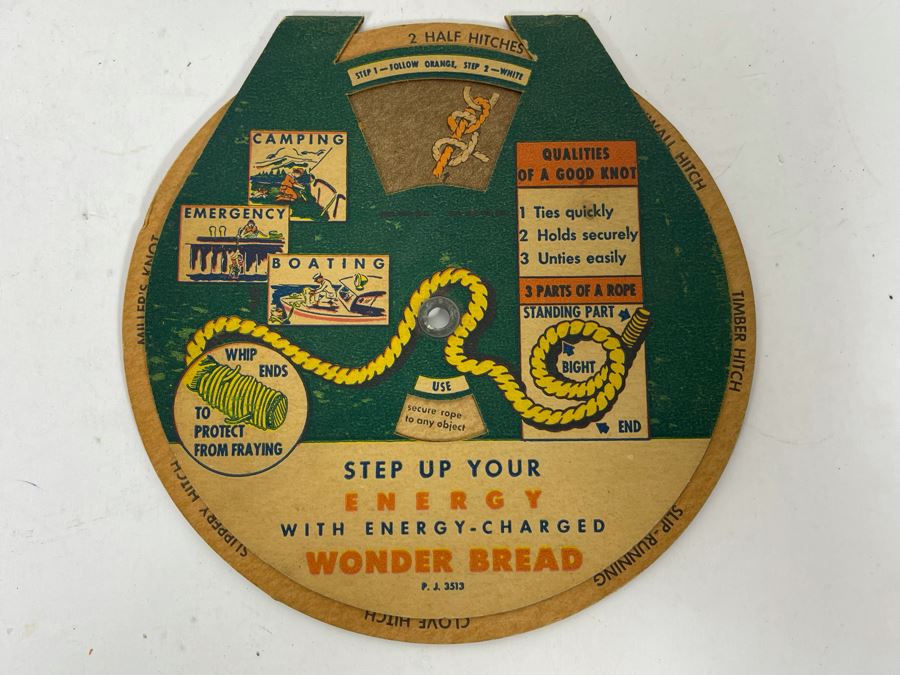 2 HALF HITCHES
STEP 1—FOLLOW ORANGE, STEP 2—WHITE
CAMPING
EMERGENCY
BOATING
QUALITIES
OF A GOOD KNOT
1 Ties quickly
2 Holds securely
3 Unties easily
3 PARTS OF A ROPE
STANDING PART
BIGHT
END
WHIP
ENDS
TO
PROTECT
FROM FRAYING
USE
secure rope
to any object
STEP UP YOUR
ENERGY
WITH ENERGY-CHARGED
WONDER BREAD
P. J. 3513
HITCH
TIMBER HITCH
SLIP-RUNNING
CLOVE HITCH
SLIPPERY HITCH
MILLER'S KNOT